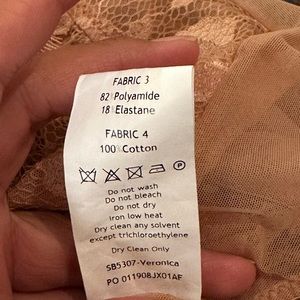 FABRIC 3
82%Polyamide
18%Elastane
FABRIC 4
100%Cotton
P
Do not wash
Do not bleach
Do not dry
iron low heat
Dry clean any solvent
except trichloroethylene
Dry Clean Only
SB5307-Veronica
PO 011908JX01AF